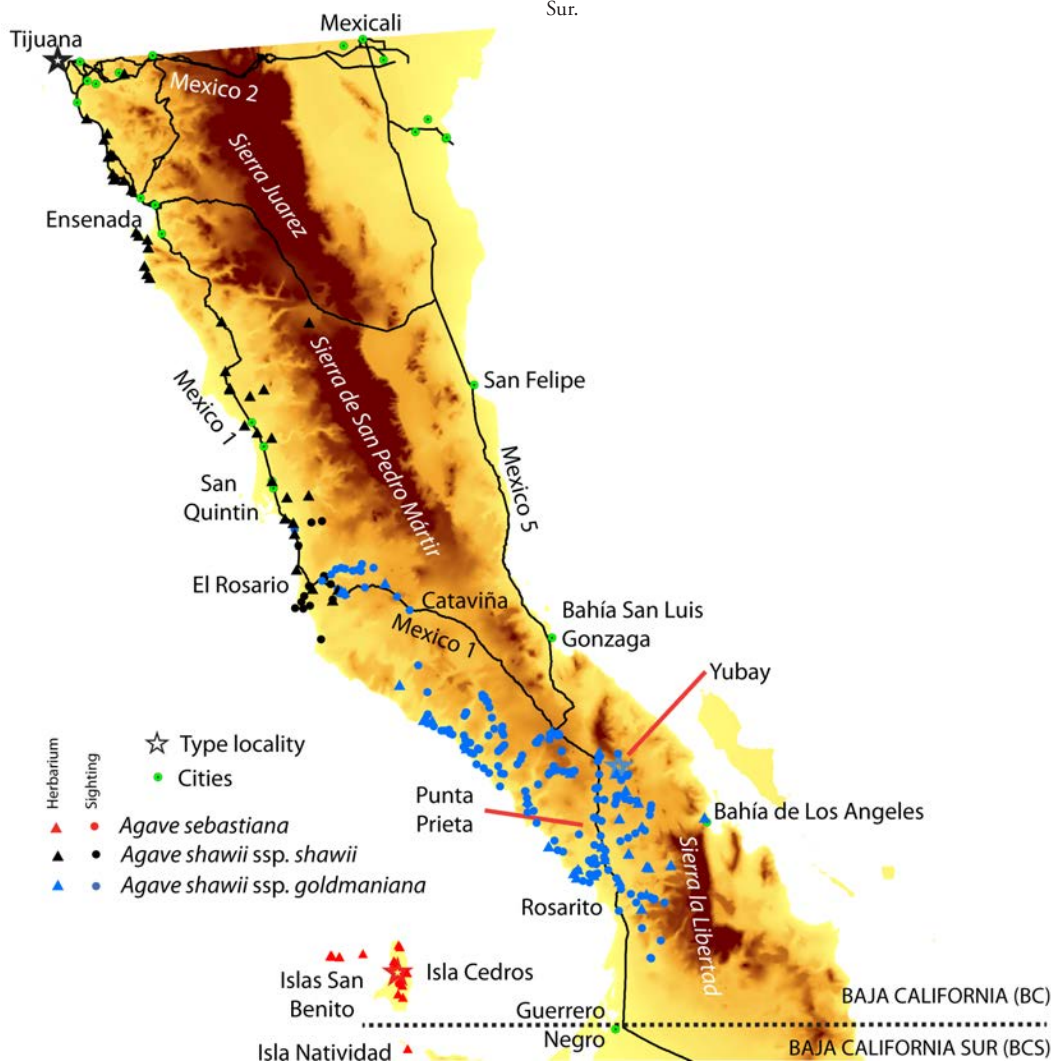 Sur.
Mexicali
Tijuana
Mexico 2
Sierra Juarez
Ensenada
Sierra de San Pedro Mártir
San Felipe
Mexico 1
Mexico 5
San
Quintin
El Rosario
Cataviña
Mexico 1
Bahía San Luis
Gonzaga
Yubay
Herbarium
Sighting
Type locality
Cities
Agave sebastiana
Agave shawii ssp. shawii
Agave shawii ssp. goldmaniana
Punta
Prieta
Bahía de Los Angeles
Sierra la Libertad
Rosarito
Islas San
Benito
Isla Cedros
Guerrero
Negro
BAJA CALIFORNIA (BC)
BAJA CALIFORNIA SUR (BCS)
Isla Natividad